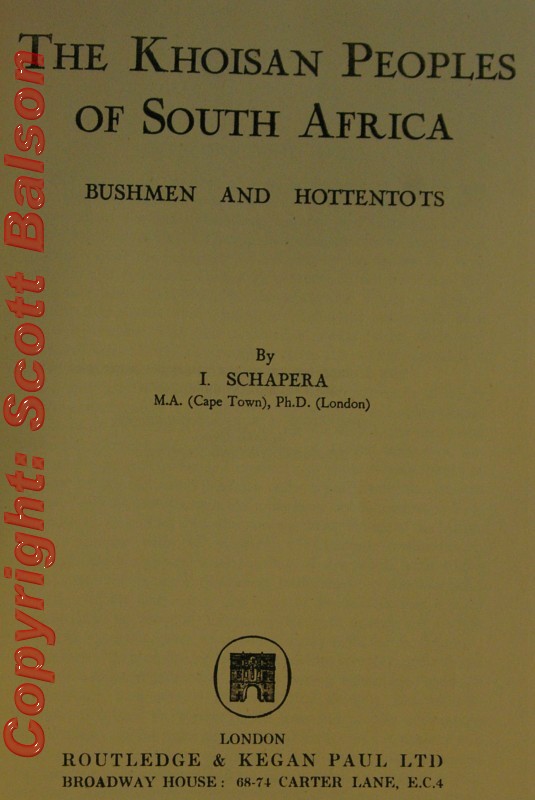 THE KHOISAN PEOPLES
OF SOUTH AFRICA
BUSHMEN AND HOTTENTOTS
By
I. SCHAPERA
M.A. (Cape Town), Ph.D. (London)
LONDON
ROUTLEDGE & KEGAN PAUL LTD
BROADWAY HOUSE: 68-74 CARTER LANE, E.C.4
Copyright: Scott Balson